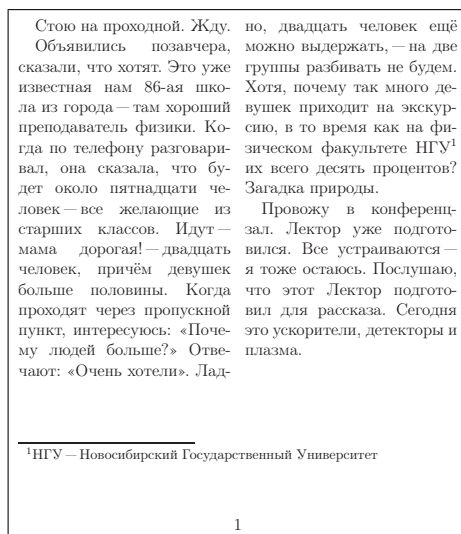 Стою на проходной. Жду.
Объявились позавчера,
сказали, что хотят. Это уже
известная нам 86-ая шко-
ла из города — там хороший
преподаватель физики. Ко-
гда по телефону разговари-
вал, она сказала, что бу-
дет около пятнадцати че-
ловек — все желающие из
старших классов. Идут —
мама дорогая! — двадцать
человек, причём девушек
больше половины. Когда
проходят через пропускной
пункт, интересуюсь: «Поче-
му людей больше?» Отве-
чают: «Очень хотели». Лад-
но, двадцать человек ещё
можно выдержать, — на две
группы разбивать не будем.
Хотя, почему так много де-
вушек приходит на экскур-
сию, в то время как на фи-
зическом факультете НГУ¹
их всего десять процентов?
Загадка природы.
Провожу в конференц-
зал. Лектор уже подгото-
вился. Все устраиваются —
я тоже остаюсь. Послушаю,
что этот Лектор подгото-
вил для рассказа. Сегодня
это ускорители, детекторы и
плазма.
¹НГУ — Новосибирский Государственный Университет
1